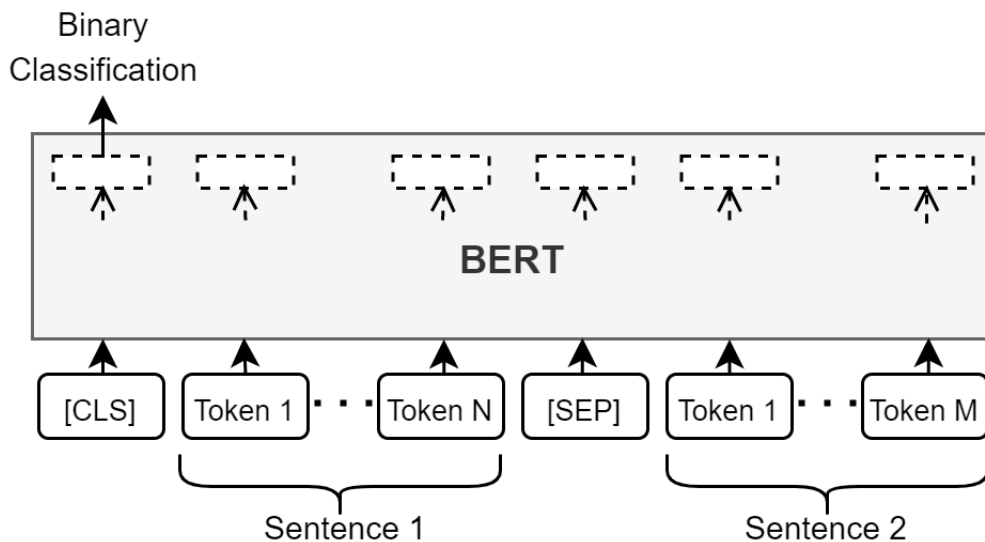 Binary
Classification
BERT
[CLS] Token 1 · · · Token N [SEP] Token 1 · · · Token M
Sentence 1 Sentence 2